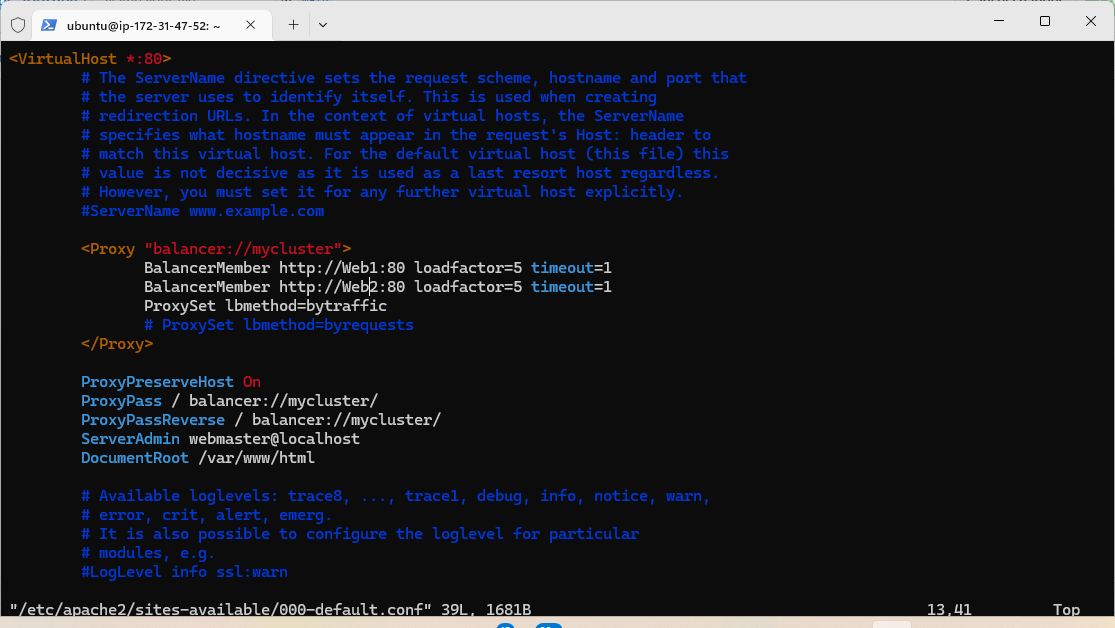 ubuntu@ip-172-31-47-52: ~
<VirtualHost *:80>
# The ServerName directive sets the request scheme, hostname and port that
# the server uses to identify itself. This is used when creating
# redirection URLs. In the context of virtual hosts, the ServerName
# specifies what hostname must appear in the request's Host: header to
# match this virtual host. For the default virtual host (this file) this
# value is not decisive as it is used as a last resort host regardless.
# However, you must set it for any further virtual host explicitly.
#ServerName www.example.com
<Proxy "balancer://mycluster">
BalancerMember http://Web1:80 loadfactor=5 timeout=1
BalancerMember http://Web2:80 loadfactor=5 timeout=1
ProxySet lbmethod=bytraffic
# ProxySet lbmethod=byrequests
</Proxy>
ProxyPreserveHost On
ProxyPass / balancer://mycluster/
ProxyPassReverse / balancer://mycluster/
ServerAdmin webmaster@localhost
DocumentRoot /var/www/html
# Available loglevels: trace8, ..., trace1, debug, info, notice, warn,
# error, crit, alert, emerg.
# It is also possible to configure the loglevel for particular
# modules, e.g.
#LogLevel info ssl:warn
"/etc/apache2/sites-available/000-default.conf" 39L, 1681B 13,41 Top